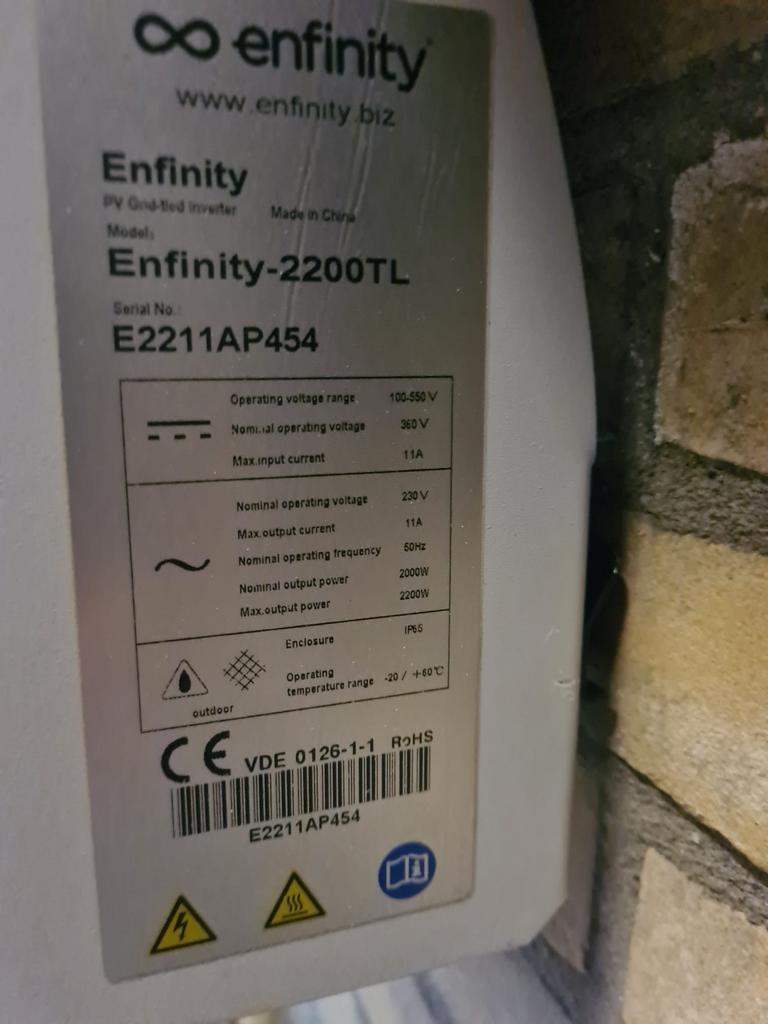 enfinity
www.enfinity.biz
Enfinity
PV Grid-tied Inverter Made in China
Model:
Enfinity-2200TL
Serial No.:
E2211AP454
Operating voltage range 100-550 V
Nominal operating voltage 360 V
Max.input current 11A
Nominal operating voltage 230 V
Max.output current 11A
Nominal operating frequency 50Hz
Nominal output power 2000W
Max.output power 2200W
Enclosure IP65
Operating
temperature range -20 / +60℃
outdoor
CE VDE 0126-1-1 RoHS
E2211AP454